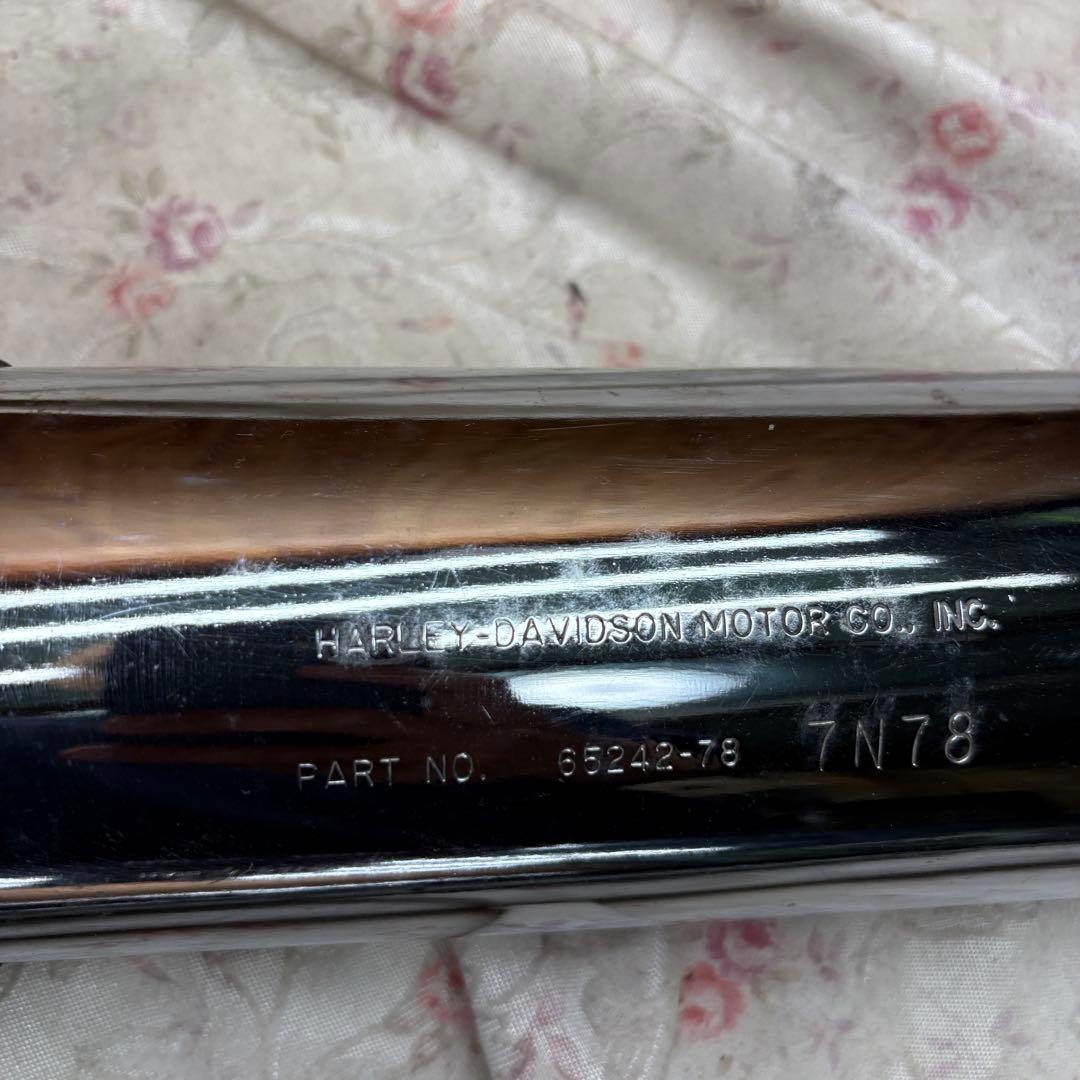 HARLEY-DAVIDSON MOTOR CO., INC.
PART NO. 65242-78 7N78